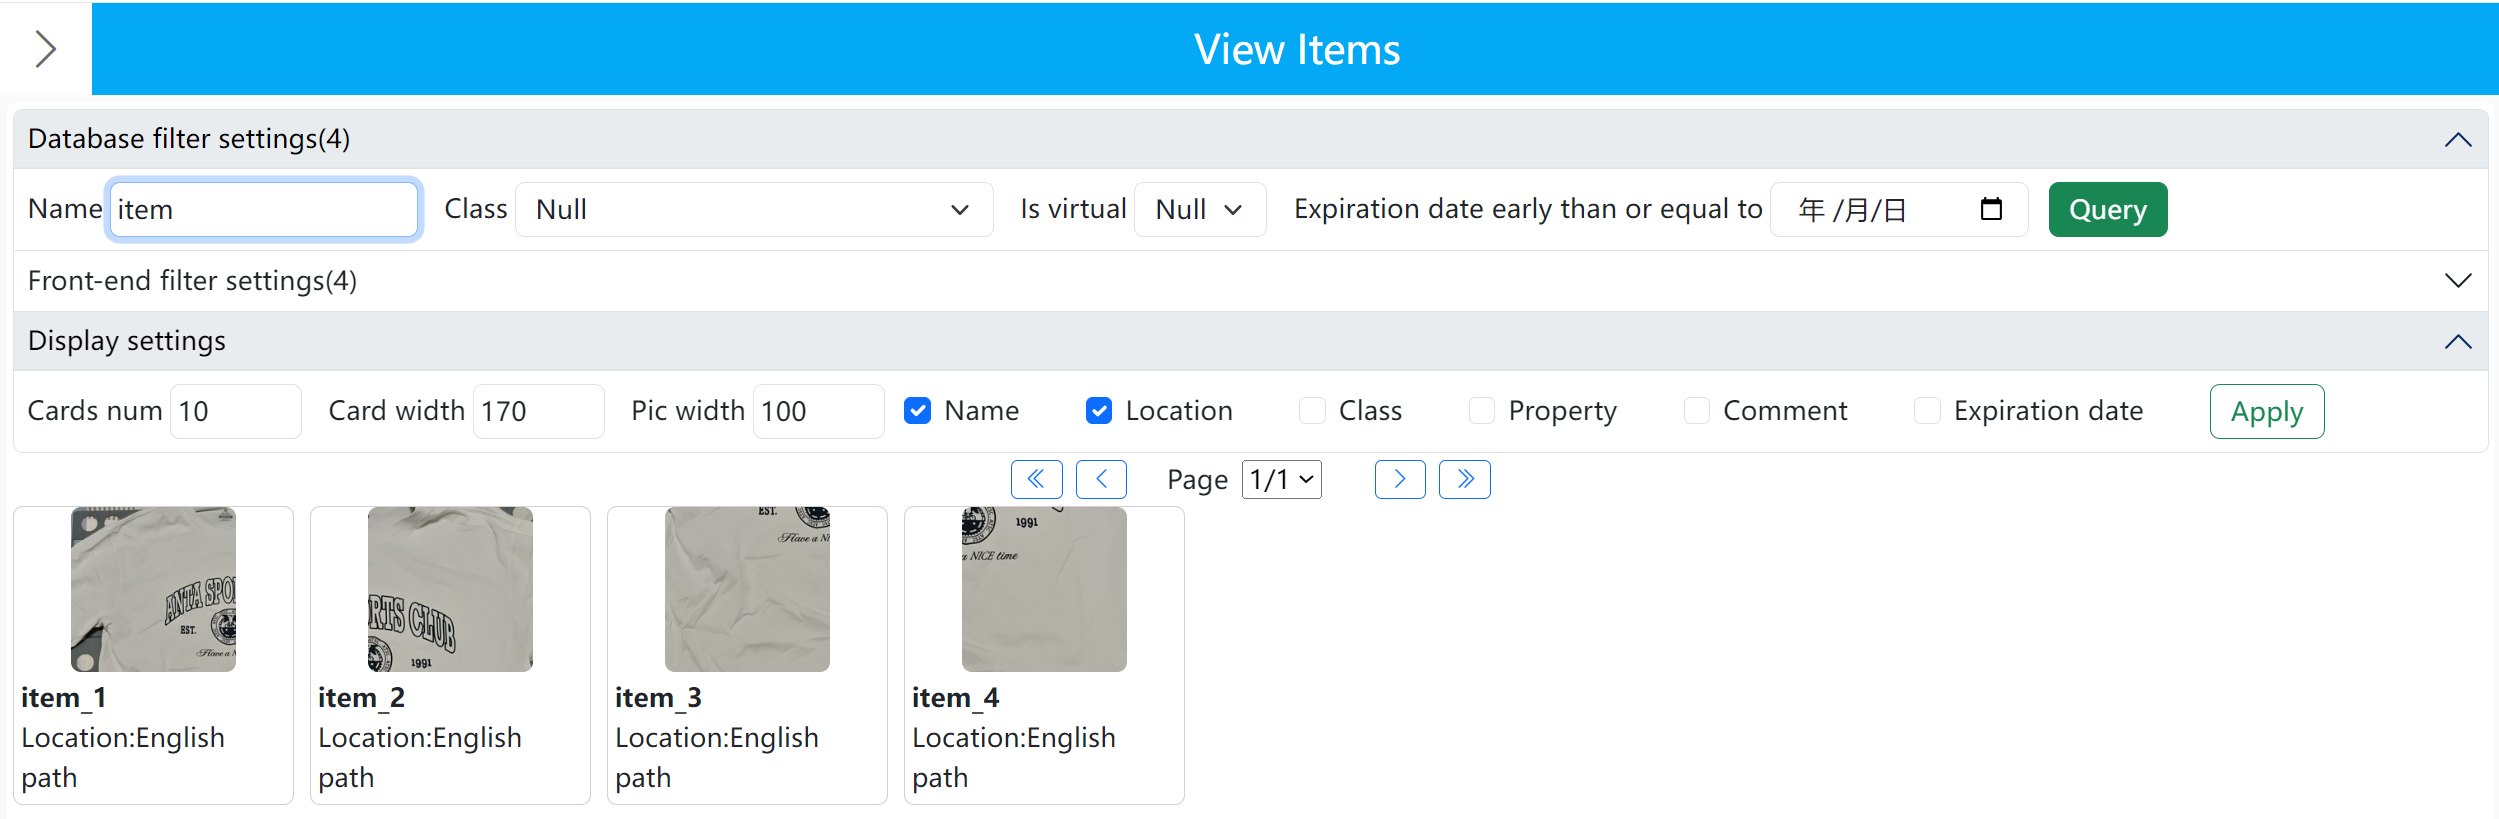 View Items
Database filter settings(4)
Name item Class Null Is virtual Null Expiration date early than or equal to 年 /月/日 Query
Front-end filter settings(4)
Display settings
Cards num 10 Card width 170 Pic width 100 Name Location Class Property Comment Expiration date Apply
Page 1/1
ANTA SPO
EST.
Have a N
item_1
Location:English
path
RTS CLUB
1991
item_2
Location:English
path
EST.
Have a NI
item_3
Location:English
path
1991
a NICE time
item_4
Location:English
path